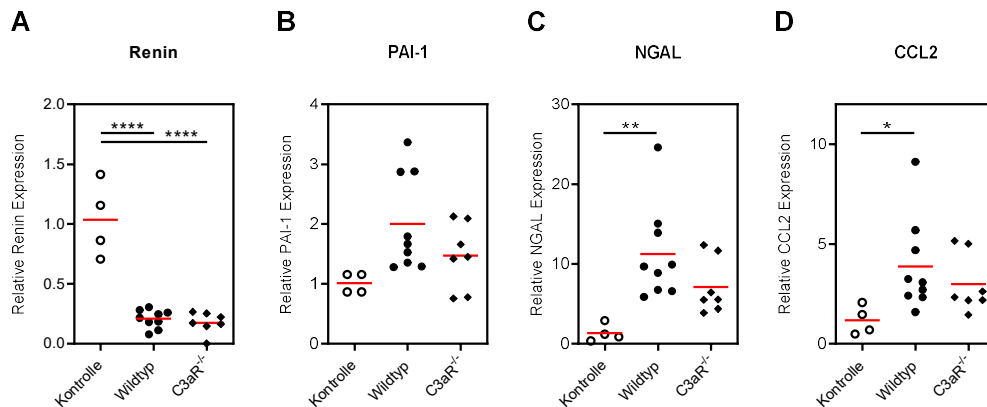 A
Renin
Relative Renin Expression
2.0
1.5
1.0
0.5
0.0
****
****
Kontrolle
Wildtyp
C3aR-/-
B
PAI-1
Relative PAI-1 Expression
4
3
2
1
0
Kontrolle
Wildtyp
C3aR-/-
C
NGAL
Relative NGAL Expression
30
20
10
0
**
Kontrolle
Wildtyp
C3aR-/-
D
CCL2
Relative CCL2 Expression
10
5
0
*
Kontrolle
Wildtyp
C3aR-/-